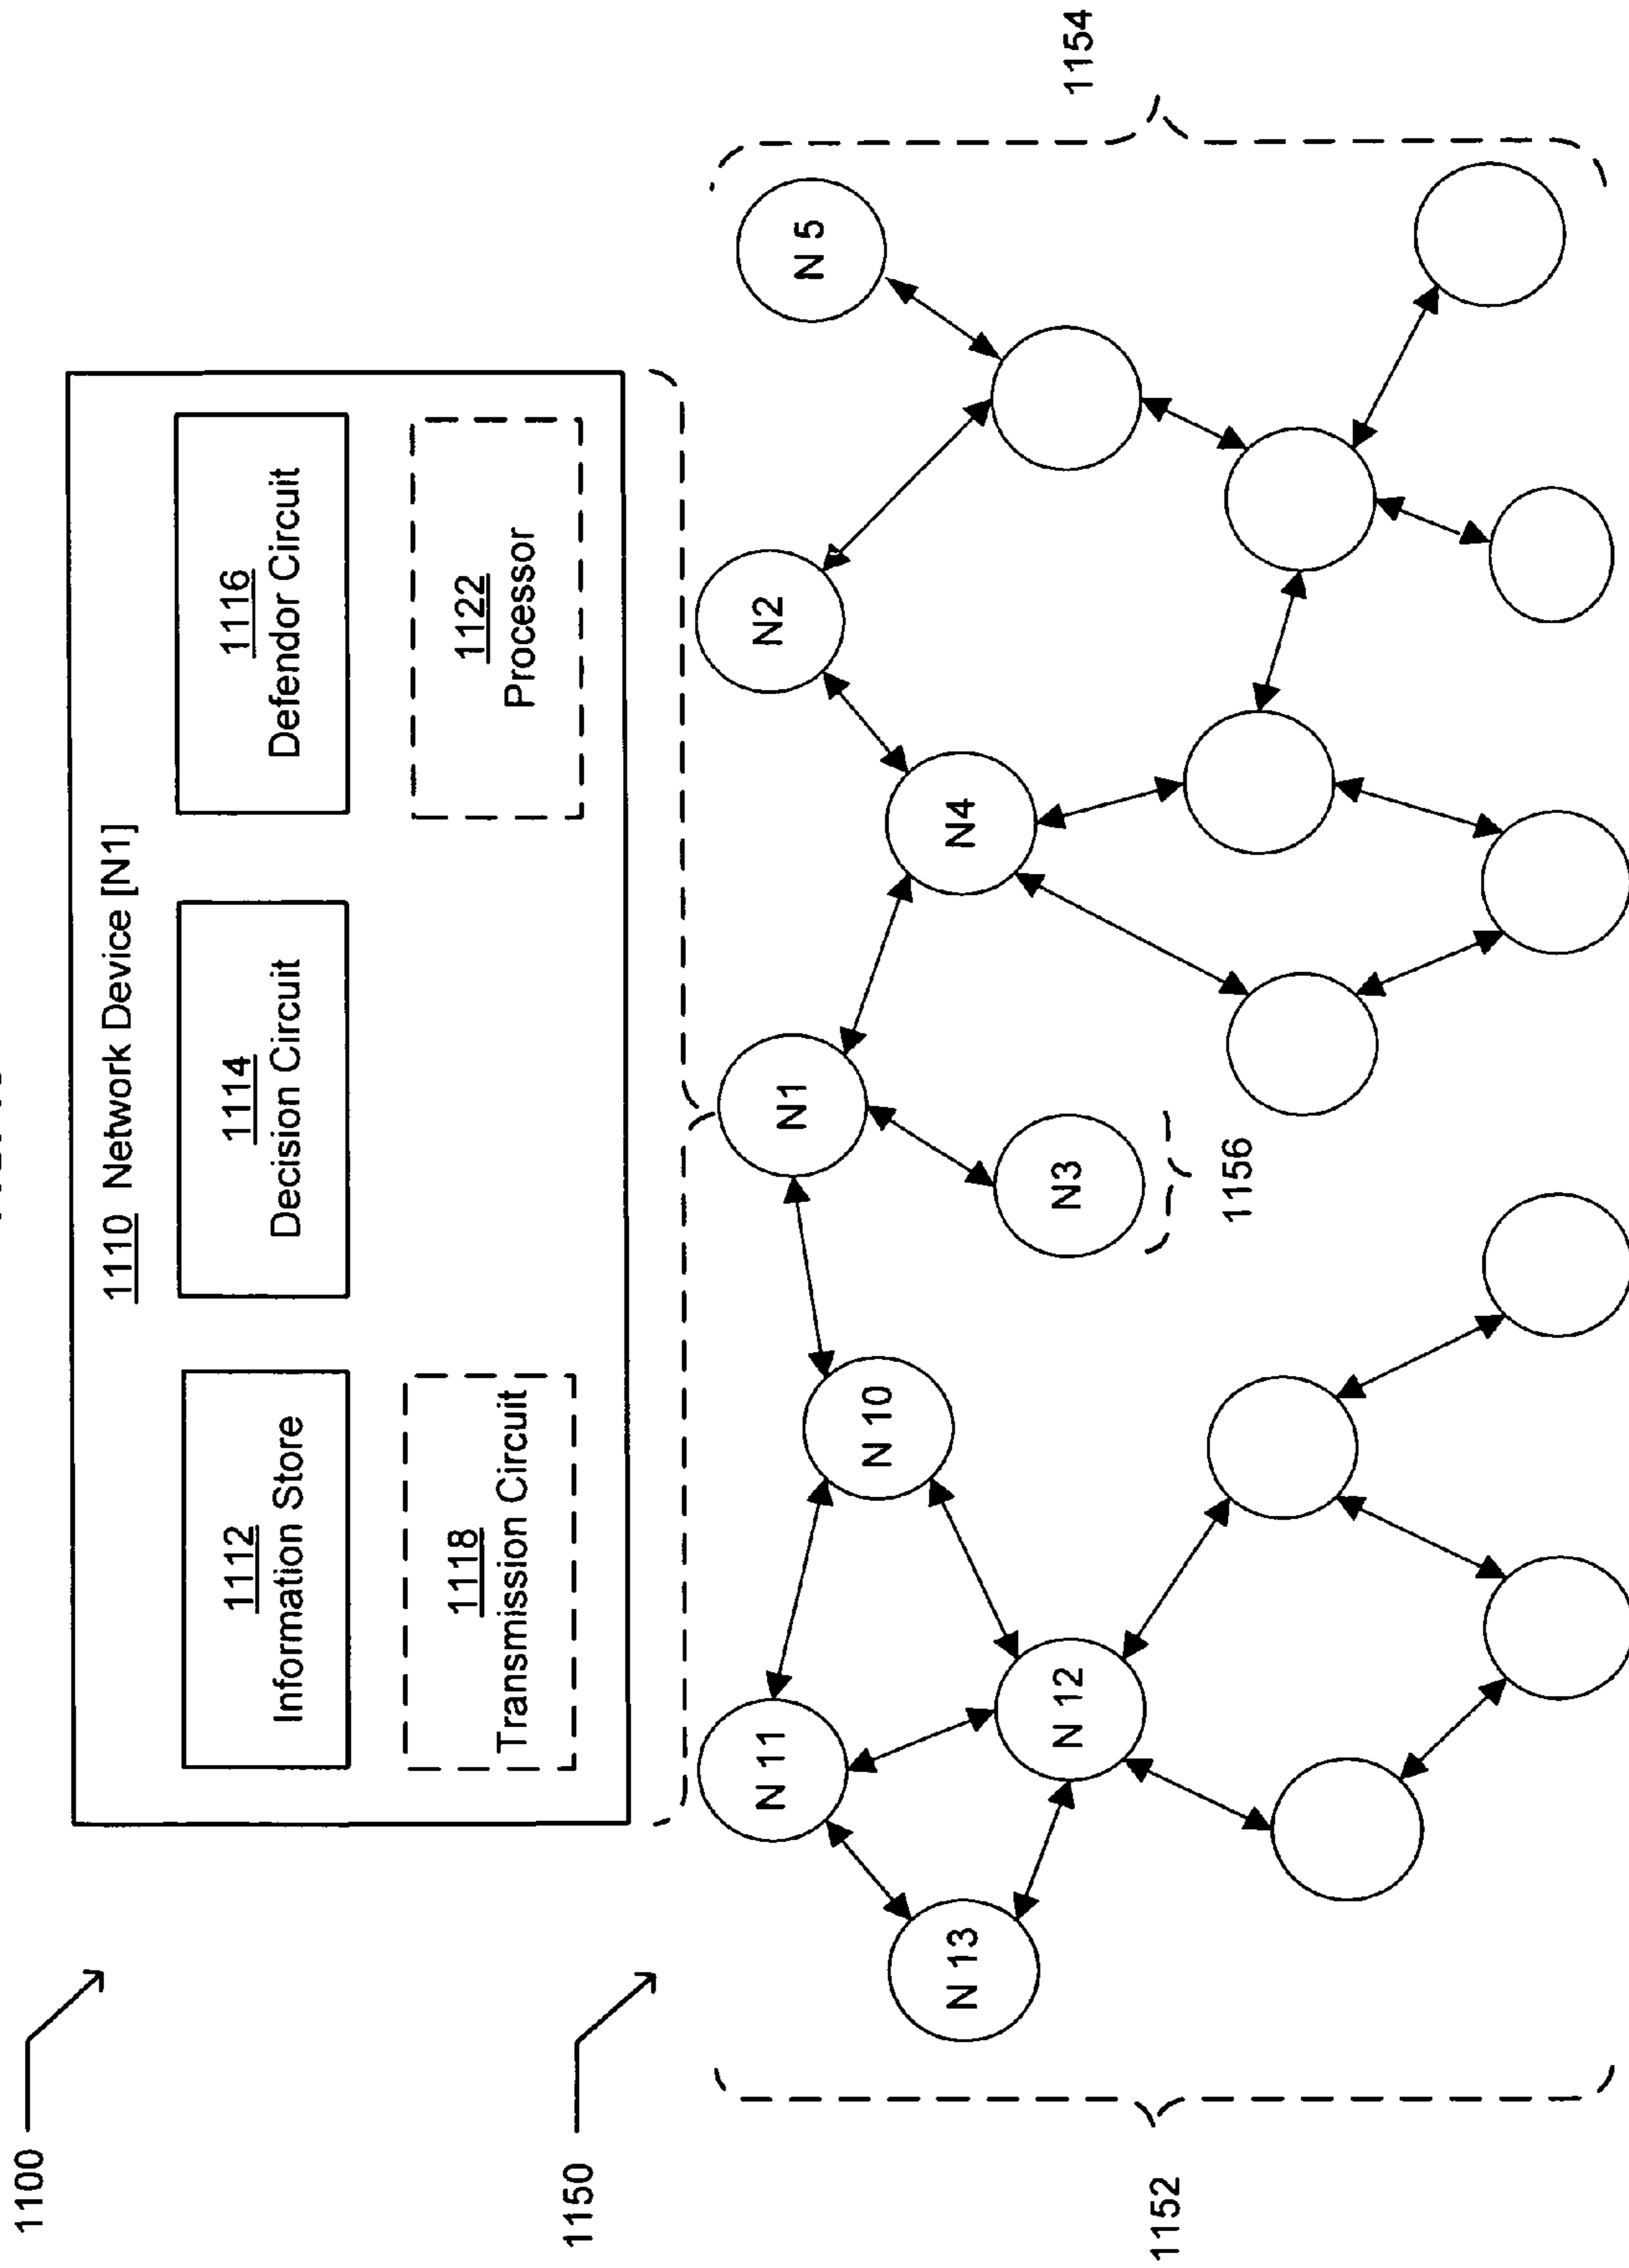 1100
1110 Network Device [N1]
1112
Information Store
1114
Decision Circuit
1116
Defendor Circuit
1118
Transmission Circuit
1122
Processor
1150
N 11
N2
N1
N 5
N 10
N 13
N4
N 12
N3
1152
1156
1154